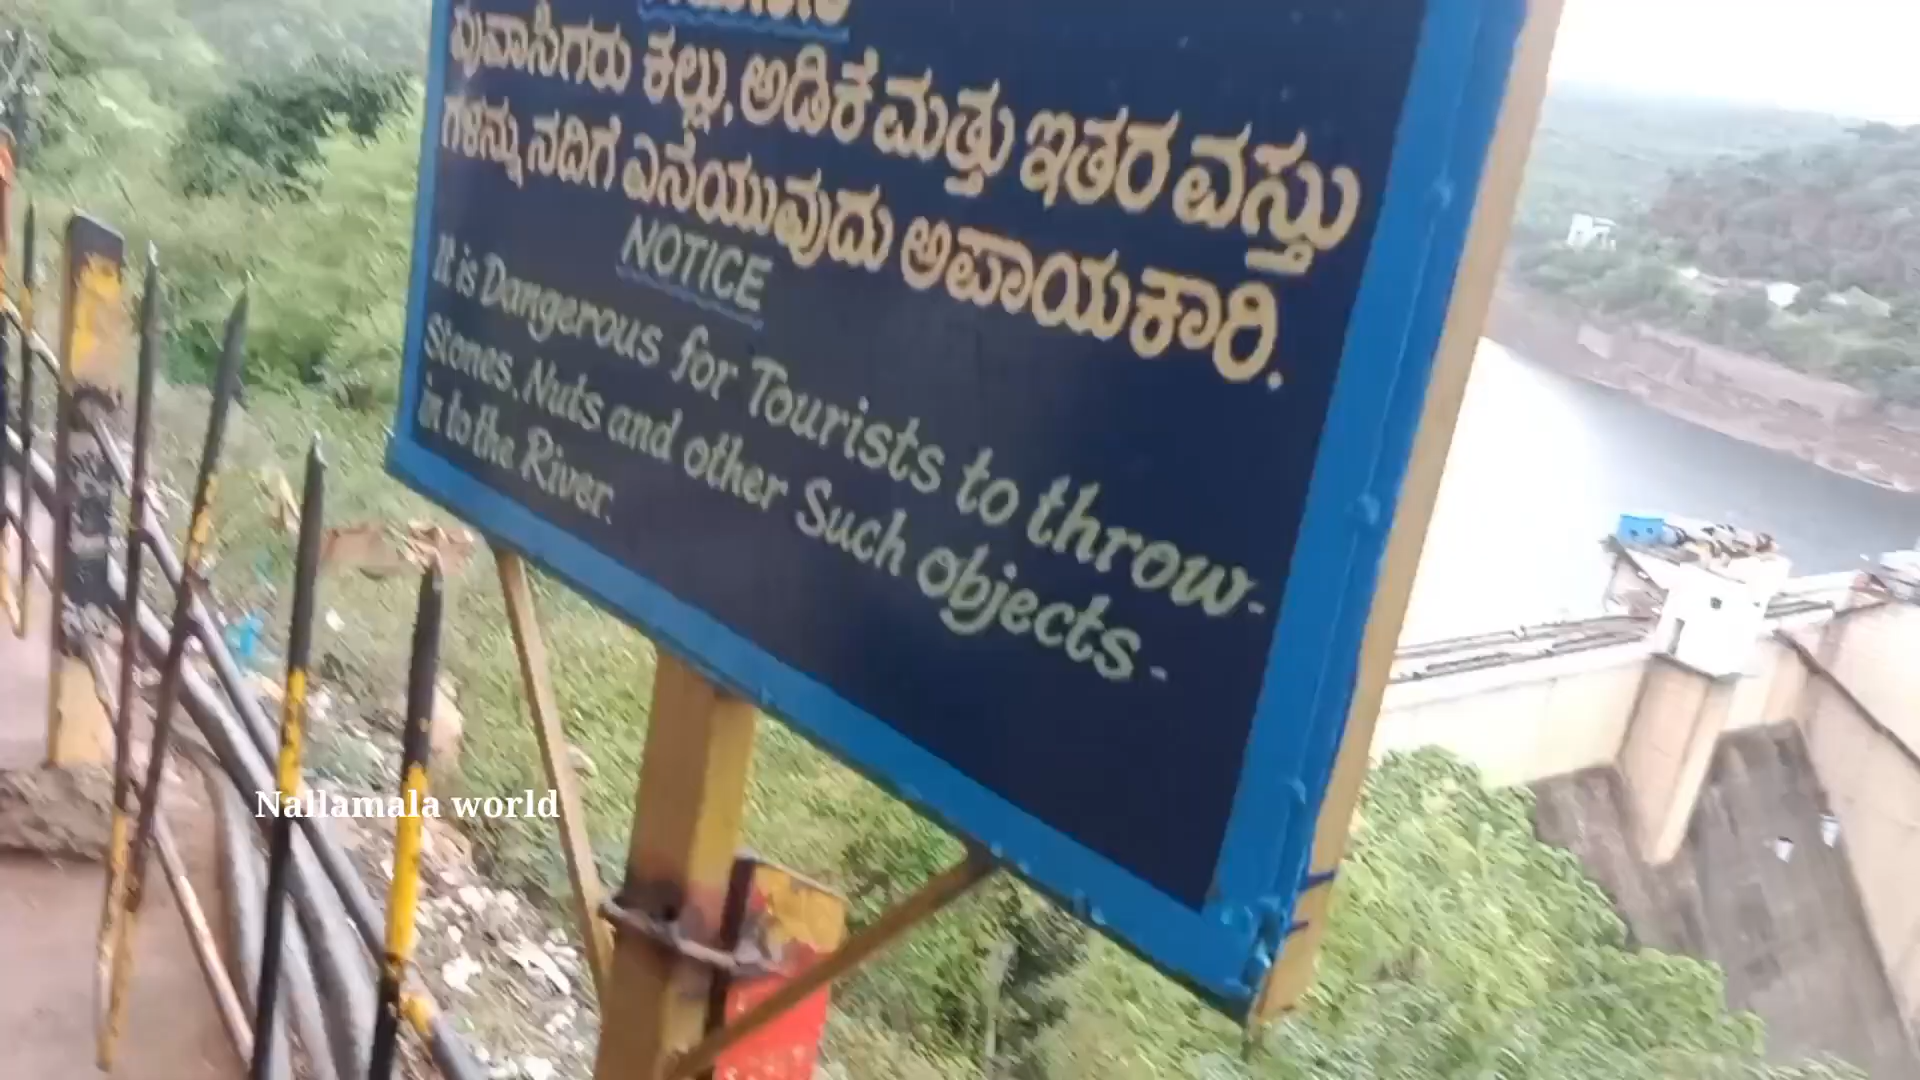 ಪ್ರವಾಸಿಗರು ಕಲ್ಲು, ಅಡಿಕೆ ಮತ್ತು ಇತರ ವಸ್ತು
ಗಳನ್ನು ನದಿಗೆ ಎಸೆಯುವುದು ಅಪಾಯಕಾರಿ.
NOTICE
It is Dangerous for Tourists to throw-
Stones, Nuts and other Such objects-
in to the River.
Nallamala world